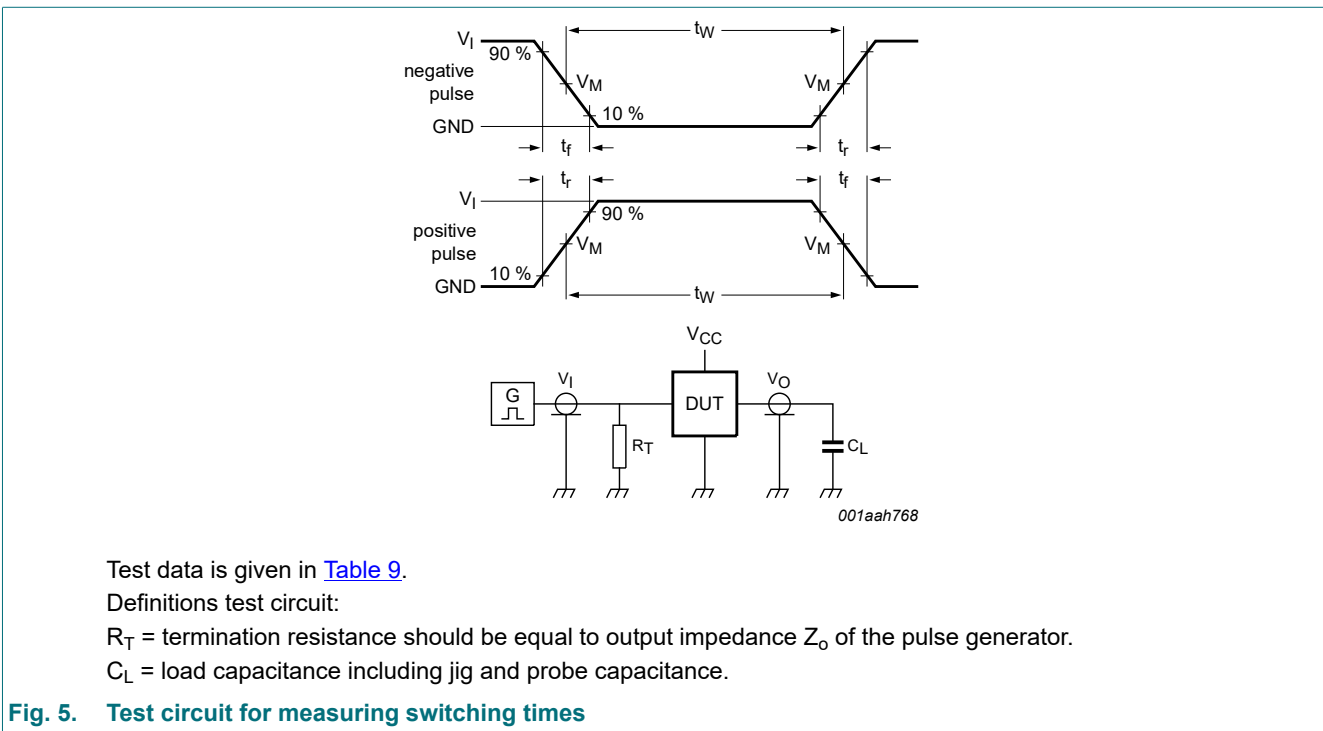 tW
VI
90 %
negative
pulse
VM
VM
10 %
GND
tf
tr
tr
tf
VI
90 %
positive
pulse
VM
VM
10 %
GND
tW
VCC
G
VI
DUT
VO
RT
CL
001aah768
Test data is given in Table 9.
Definitions test circuit:
RT = termination resistance should be equal to output impedance Zo of the pulse generator.
CL = load capacitance including jig and probe capacitance.
Fig. 5. Test circuit for measuring switching times